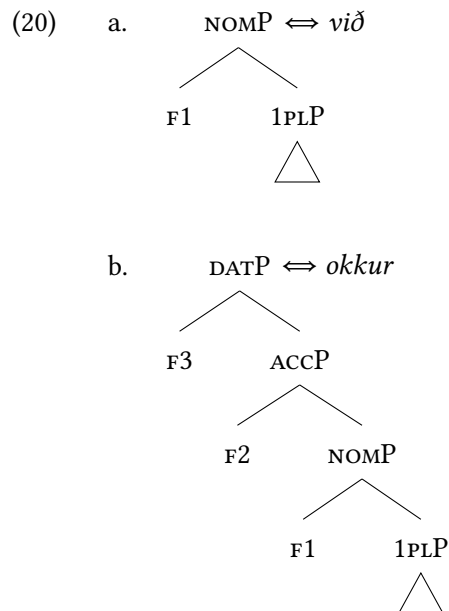 (20) a. NOMP ⇔ við
F1 1PLP
b. DATP ⇔ okkur
F3 ACCP
F2 NOMP
F1 1PLP